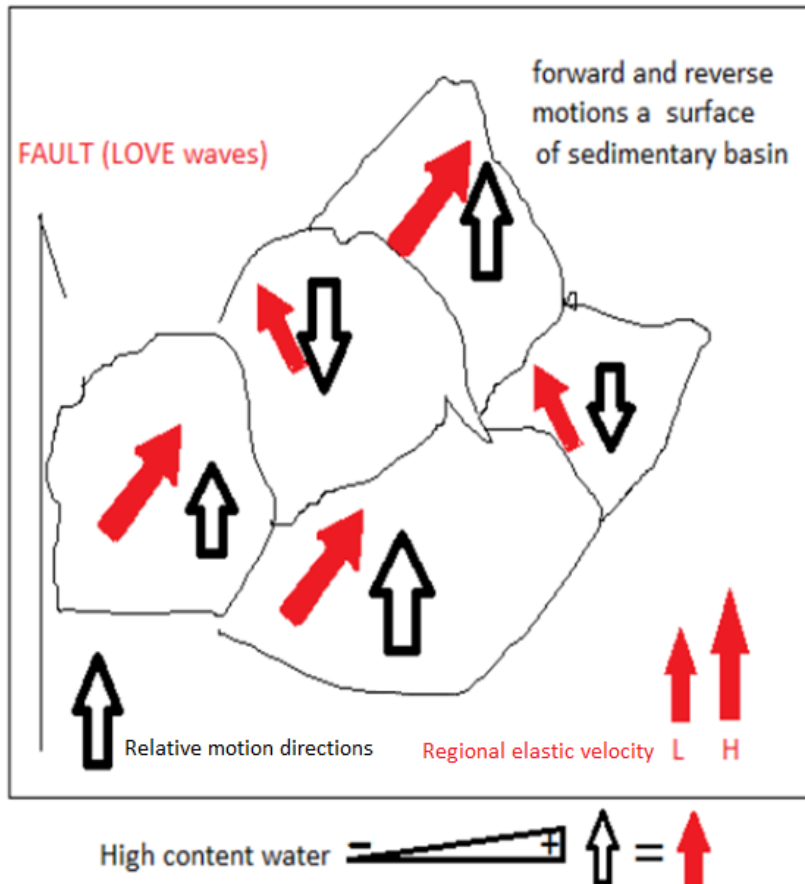 forward and reverse
motions a surface
of sedimentary basin
FAULT (LOVE waves)
Relative motion directions
Regional elastic velocity L H
High content water - + =